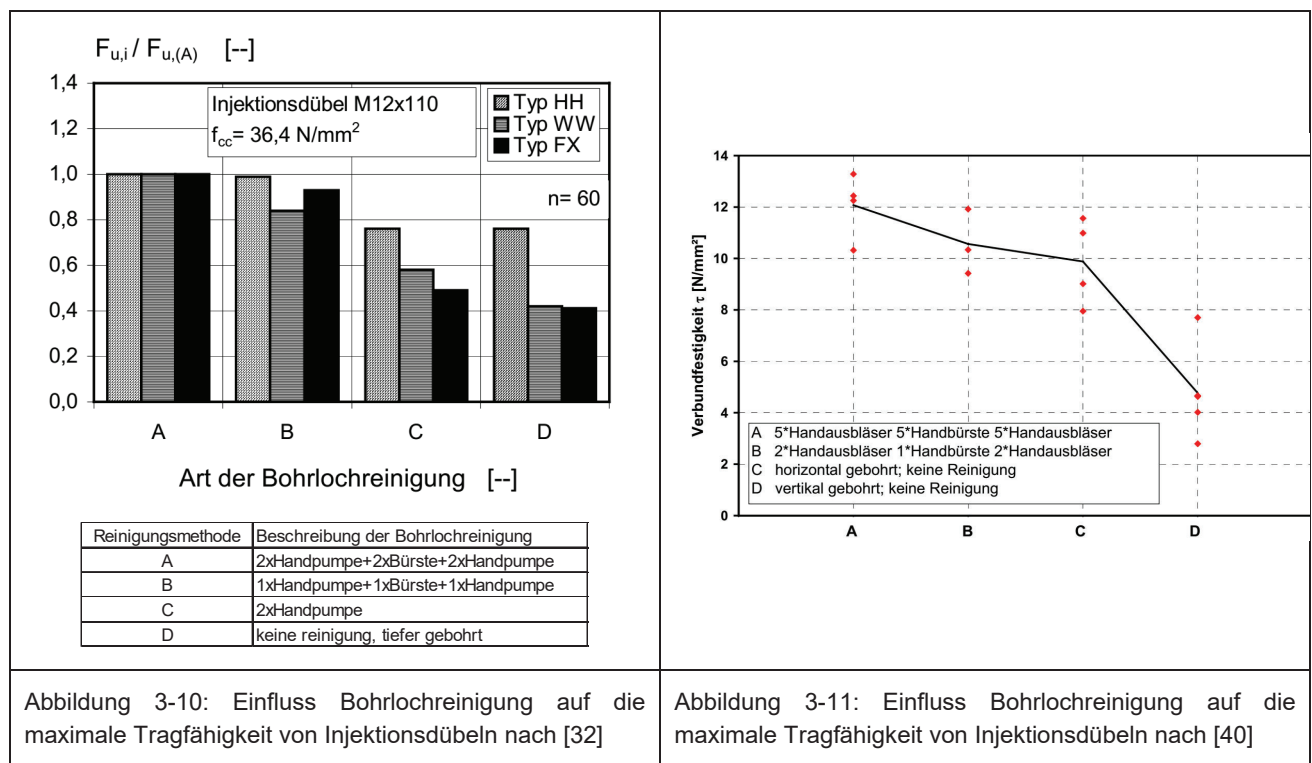 F u,i / F u,(A) [--]
1,4
1,2
1,0
0,8
0,6
0,4
0,2
0,0
Injektionsdübel M12x110
f cc= 36,4 N/mm²
Typ HH
Typ WW
Typ FX
n= 60
A B C D
Art der Bohrlochreinigung [--]
Reinigungsmethode Beschreibung der Bohrlochreinigung
A 2xHandpumpe+2xBürste+2xHandpumpe
B 1xHandpumpe+1xBürste+1xHandpumpe
C 2xHandpumpe
D keine reinigung, tiefer gebohrt
Abbildung 3-10: Einfluss Bohrlochreinigung auf die
maximale Tragfähigkeit von Injektionsdübeln nach [32]
Verbundfestigkeit τ [N/mm²]
14
12
10
8
6
4
2
0
A 5*Handausbläser 5*Handbürste 5*Handausbläser
B 2*Handausbläser 1*Handbürste 2*Handausbläser
C horizontal gebohrt; keine Reinigung
D vertikal gebohrt; keine Reinigung
A B C D
Abbildung 3-11: Einfluss Bohrlochreinigung auf die
maximale Tragfähigkeit von Injektionsdübeln nach [40]